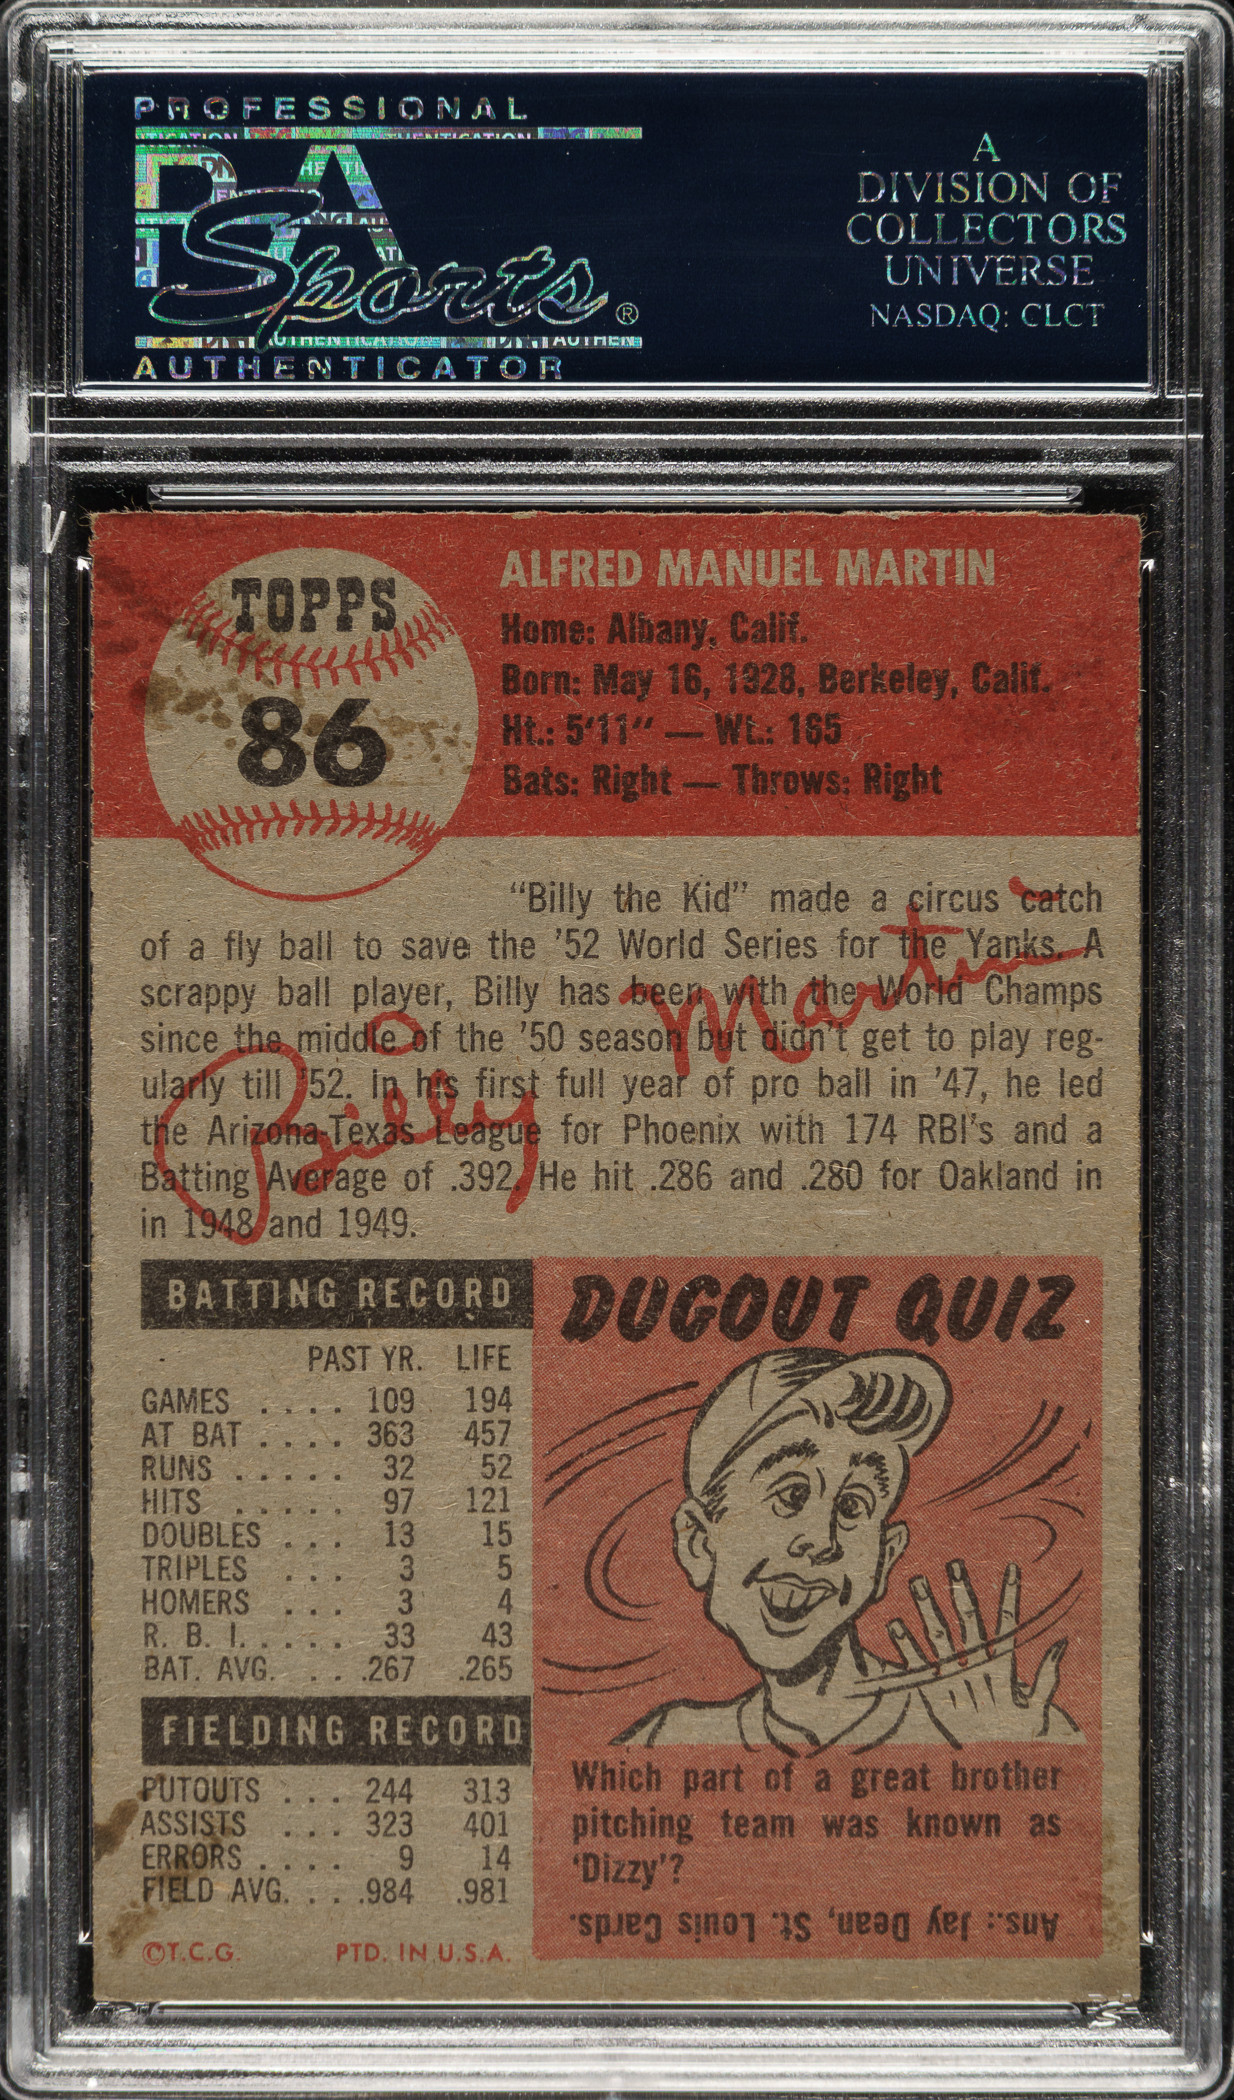 PROFESSIONAL
PSA
Sports®
AUTHENTICATOR
A
DIVISION OF
COLLECTORS
UNIVERSE
NASDAQ: CLCT
TOPPS
86
ALFRED MANUEL MARTIN
Home: Albany, Calif.
Born: May 16, 1928, Berkeley, Calif.
Ht.: 5'11" — Wt.: 165
Bats: Right — Throws: Right
"Billy the Kid" made a circus catch
of a fly ball to save the '52 World Series for the Yanks. A
scrappy ball player, Billy has been with the World Champs
since the middle of the '50 season but didn't get to play reg-
ularly till '52. In his first full year of pro ball in '47, he led
the Arizona-Texas League for Phoenix with 174 RBI's and a
Batting Average of .392. He hit .286 and .280 for Oakland in
in 1948 and 1949.
Billy Martin
BATTING RECORD
PAST YR. LIFE
GAMES . . . . 109 194
AT BAT . . . . 363 457
RUNS . . . . . 32 52
HITS . . . . . 97 121
DOUBLES . . . 13 15
TRIPLES . . . 3 5
HOMERS . . . 3 4
R. B. I. . . . . 33 43
BAT. AVG. . . . .267 .265
FIELDING RECORD
PUTOUTS . . . 244 313
ASSISTS . . . 323 401
ERRORS . . . . 9 14
FIELD AVG. . . . .984 .981
©T.C.G. PTD. IN U.S.A.
DUGOUT QUIZ
Which part of a great brother
pitching team was known as
'Dizzy'?
Ans.: Jay Dean, St. Louis Cards.